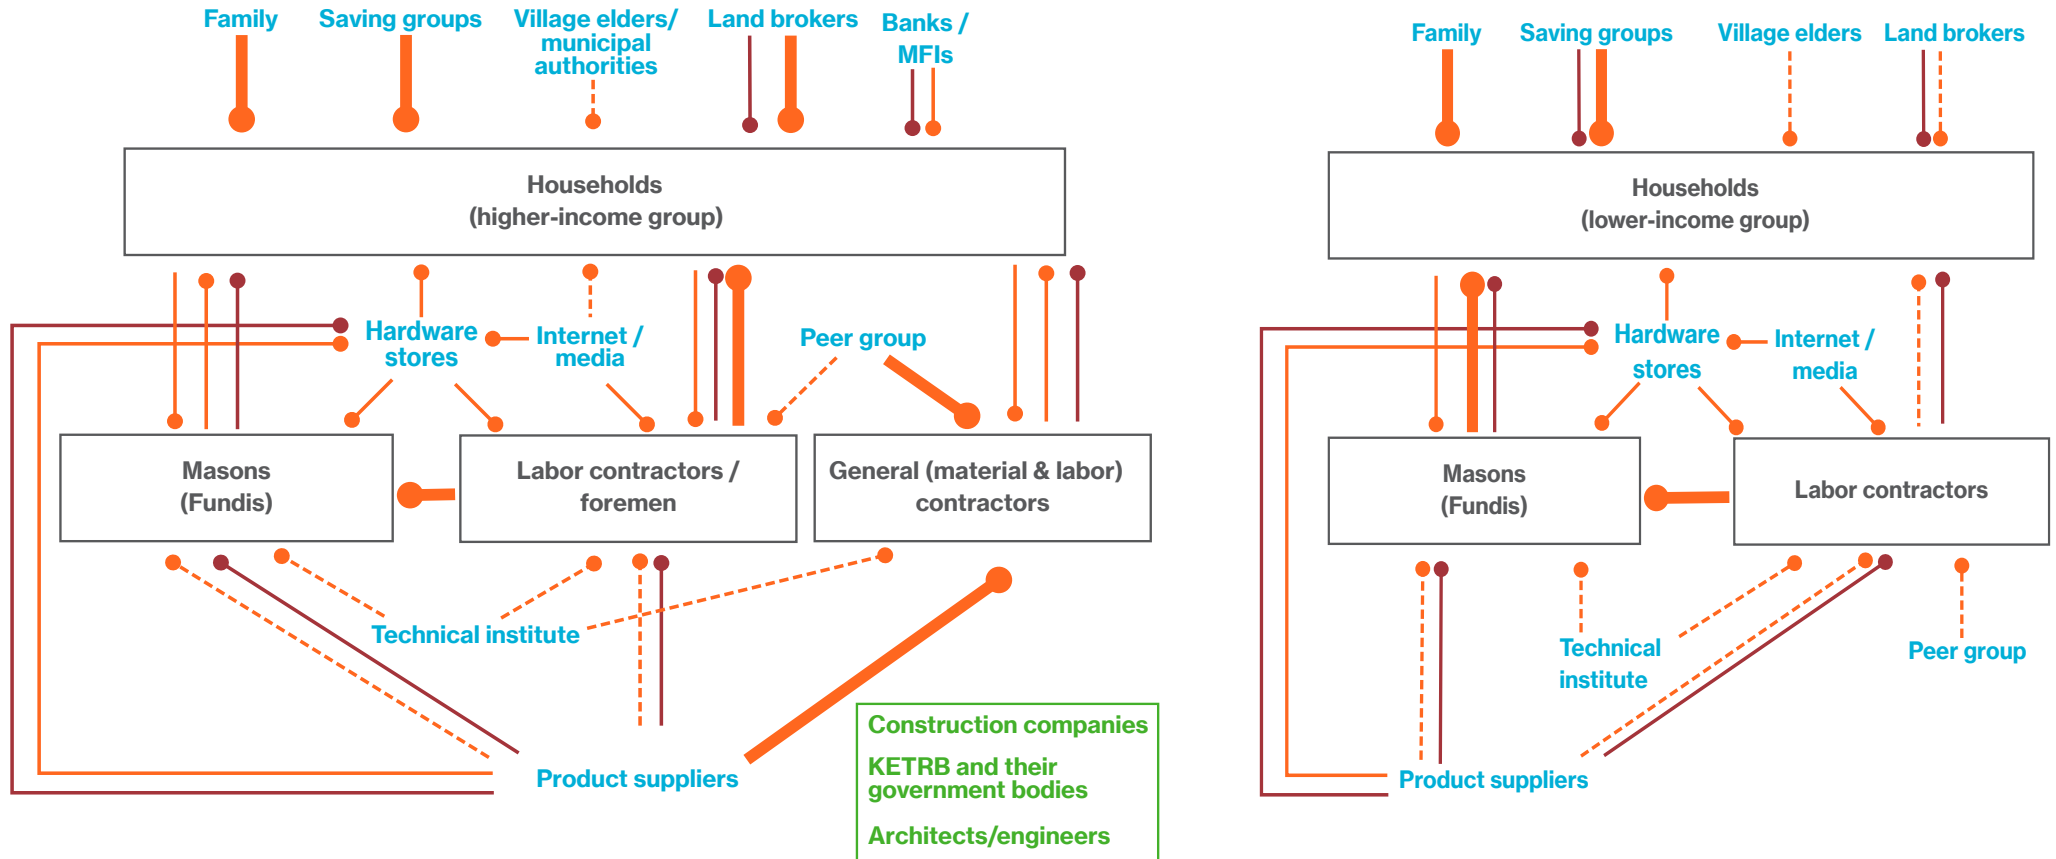 Family
Saving groups
Village elders/
municipal
authorities
Land brokers
Banks /
MFIs
Households
(higher-income group)
Hardware
stores
Internet /
media
Peer group
Masons
(Fundis)
Labor contractors /
foremen
General (material & labor)
contractors
Technical institute
Product suppliers
Construction companies
KETRB and their
government bodies
Architects/engineers
Family
Saving groups
Village elders
Land brokers
Households
(lower-income group)
Hardware
stores
Internet /
media
Masons
(Fundis)
Labor contractors
Technical
institute
Peer group
Product suppliers